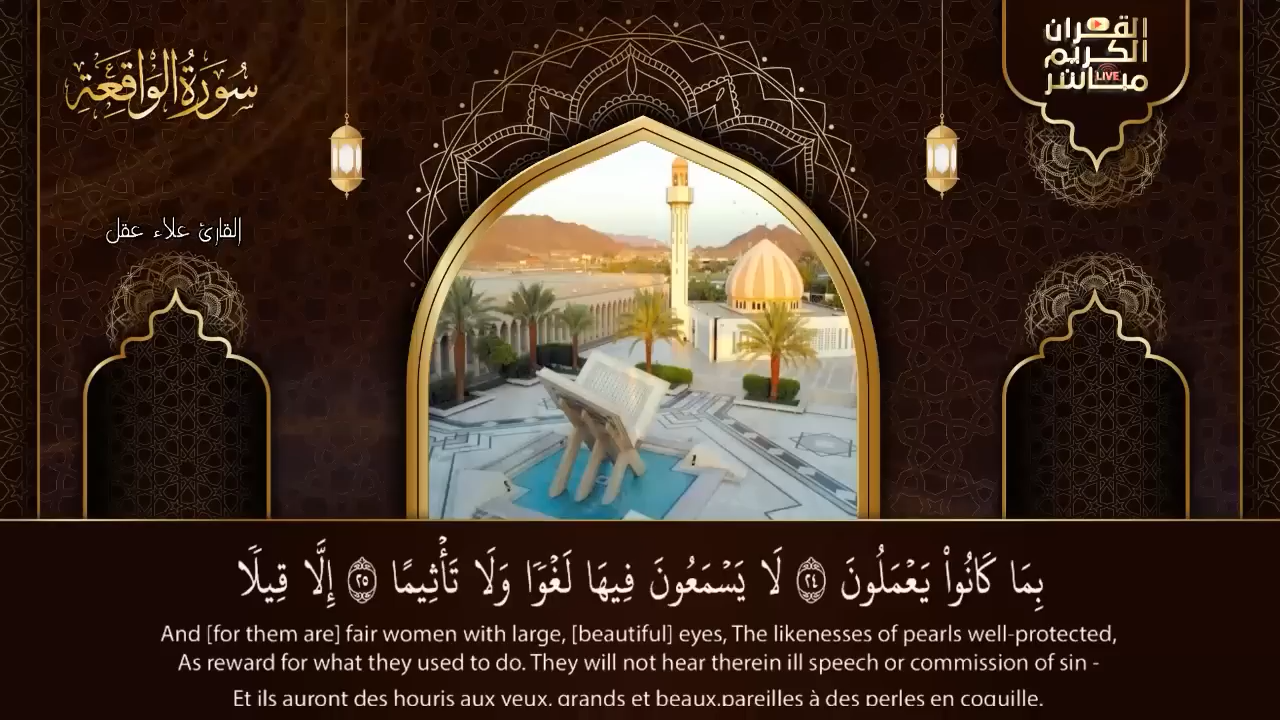 سُورَةُ الوَاقِعَة
القرآن
الكريم
مباشر
LIVE
القارئ علاء عقل
بِمَا كَانُوا۟ يَعْمَلُونَ ٢٤ لَا يَسْمَعُونَ فِيهَا لَغْوًا وَلَا تَأْثِيمًا ٢٥ إِلَّا قِيلًا
And [for them are] fair women with large, [beautiful] eyes, The likenesses of pearls well-protected,
As reward for what they used to do. They will not hear therein ill speech or commission of sin -
Et ils auront des houris aux yeux, grands et beaux,pareilles à des perles en coquille.